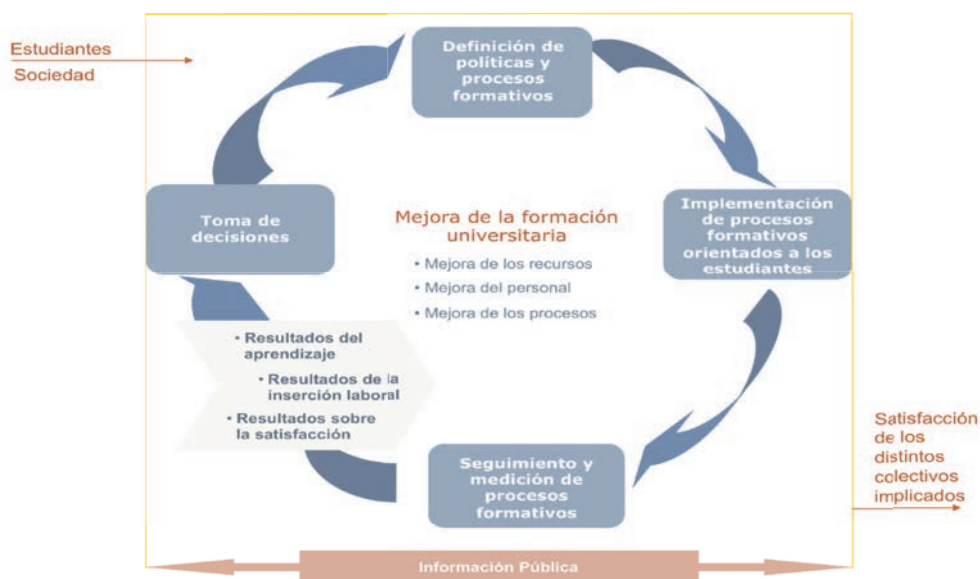 Estudiantes
Sociedad
Definición de
políticas y
procesos
formativos
Toma de
decisiones
Mejora de la formación
universitaria
• Mejora de los recursos
• Mejora del personal
• Mejora de los procesos
Implementación
de procesos
formativos
orientados a los
estudiantes
• Resultados del
aprendizaje
• Resultados de la
inserción laboral
• Resultados sobre
la satisfacción
Seguimiento y
medición de
procesos
formativos
Satisfacción
de los
distintos
colectivos
implicados
Información Pública